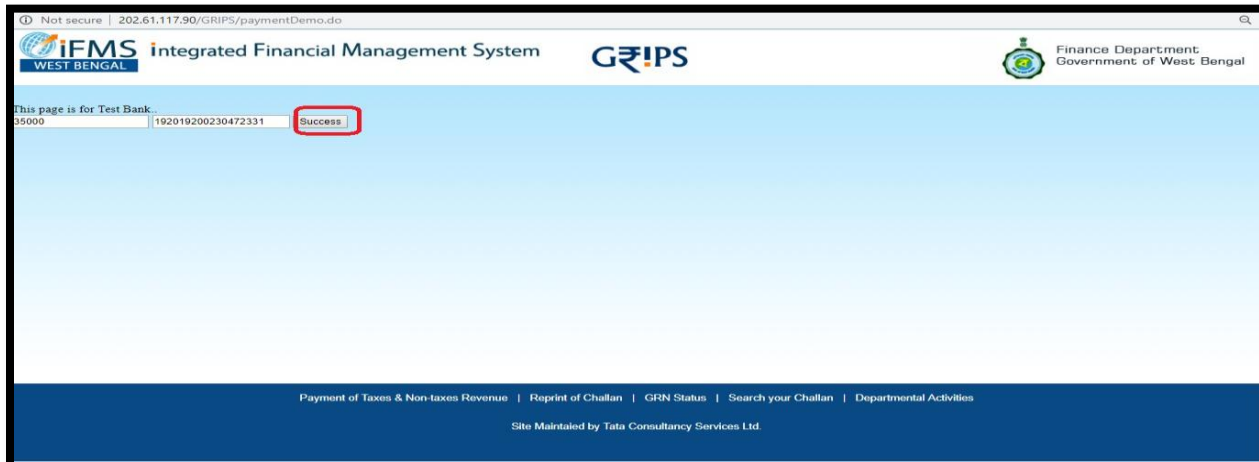 Not secure | 202.61.117.90/GRIPS/paymentDemo.do
iFMS
WEST BENGAL
integrated Financial Management System
G₹!PS
Finance Department
Government of West Bengal
This page is for Test Bank..
35000 192019200230472331 Success
Payment of Taxes & Non-taxes Revenue | Reprint of Challan | GRN Status | Search your Challan | Departmental Activities
Site Maintaied by Tata Consultancy Services Ltd.